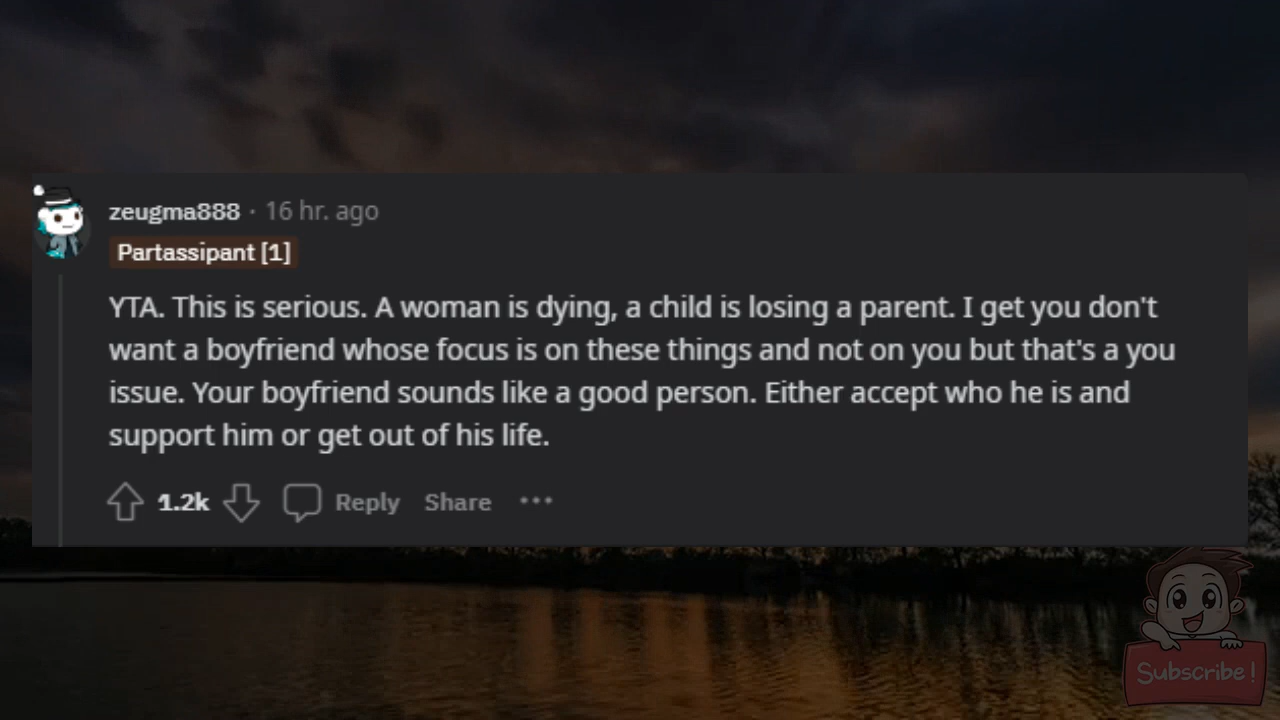 zeugma888 · 16 hr. ago
Partassipant [1]
YTA. This is serious. A woman is dying, a child is losing a parent. I get you don't
want a boyfriend whose focus is on these things and not on you but that's a you
issue. Your boyfriend sounds like a good person. Either accept who he is and
support him or get out of his life.
1.2k Reply Share ···
Subscribe!